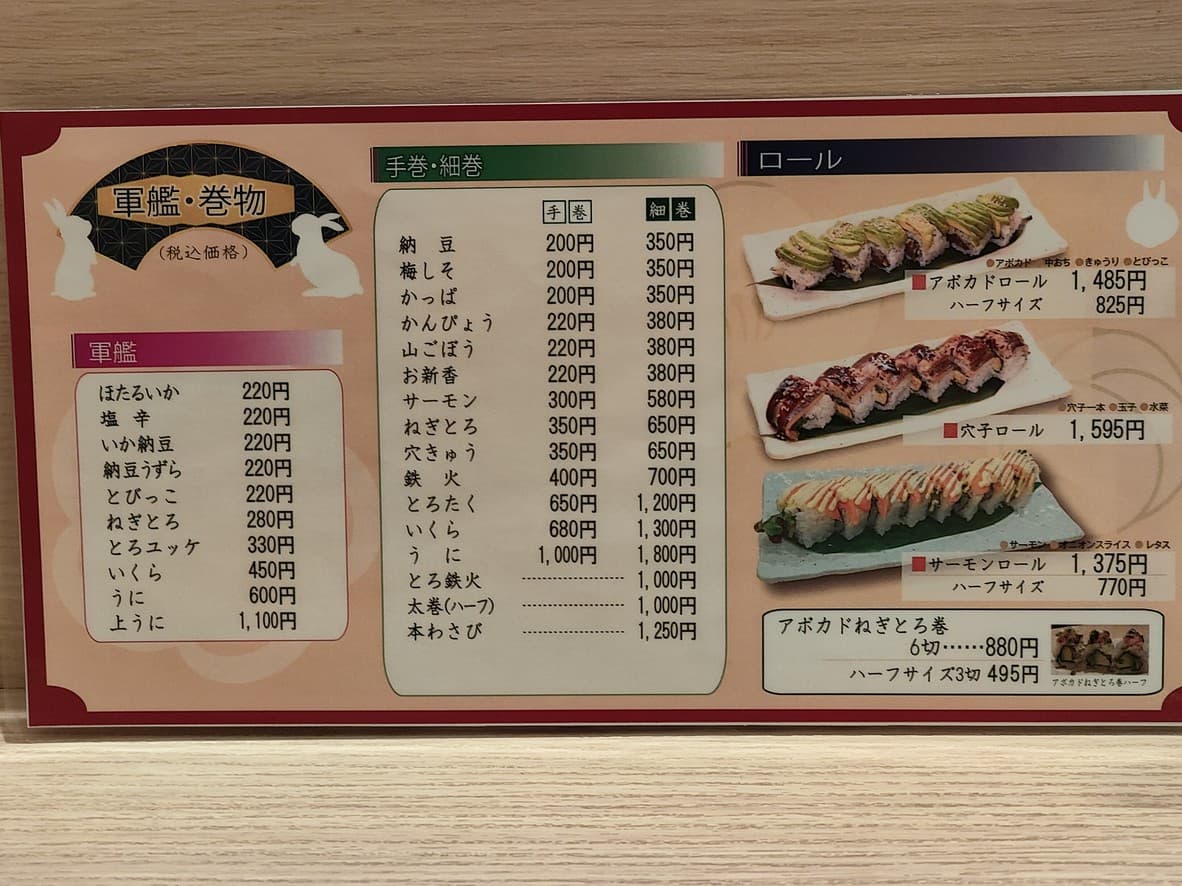 軍艦・巻物
(税込価格)
軍艦
ほたるいか 220円
塩 辛 220円
いか納豆 220円
納豆うずら 220円
とびっこ 220円
ねぎとろ 280円
とろユッケ 330円
いくら 450円
うに 600円
上うに 1,100円
手巻・細巻
手巻 細巻
納 豆 200円 350円
梅しそ 200円 350円
かっぱ 200円 350円
かんぴょう 220円 380円
山ごぼう 220円 380円
お新香 220円 380円
サーモン 300円 580円
ねぎとろ 350円 650円
穴きゅう 350円 650円
鉄 火 400円 700円
とろたく 650円 1,200円
いくら 680円 1,300円
う に 1,000円 1,800円
とろ鉄火 ---------------- 1,000円
太巻(ハーフ) ---------------- 1,000円
本わさび ---------------- 1,250円
ロール
●アボカド ●中おち ●きゅうり ●とびっこ
■アボカドロール 1,485円
ハーフサイズ 825円
●穴子一本 ●玉子 ●水菜
■穴子ロール 1,595円
●サーモン ●オニオンスライス ●レタス
■サーモンロール 1,375円
ハーフサイズ 770円
アボカドねぎとろ巻
6切……880円
ハーフサイズ3切 495円
アボカドねぎとろ巻ハーフ